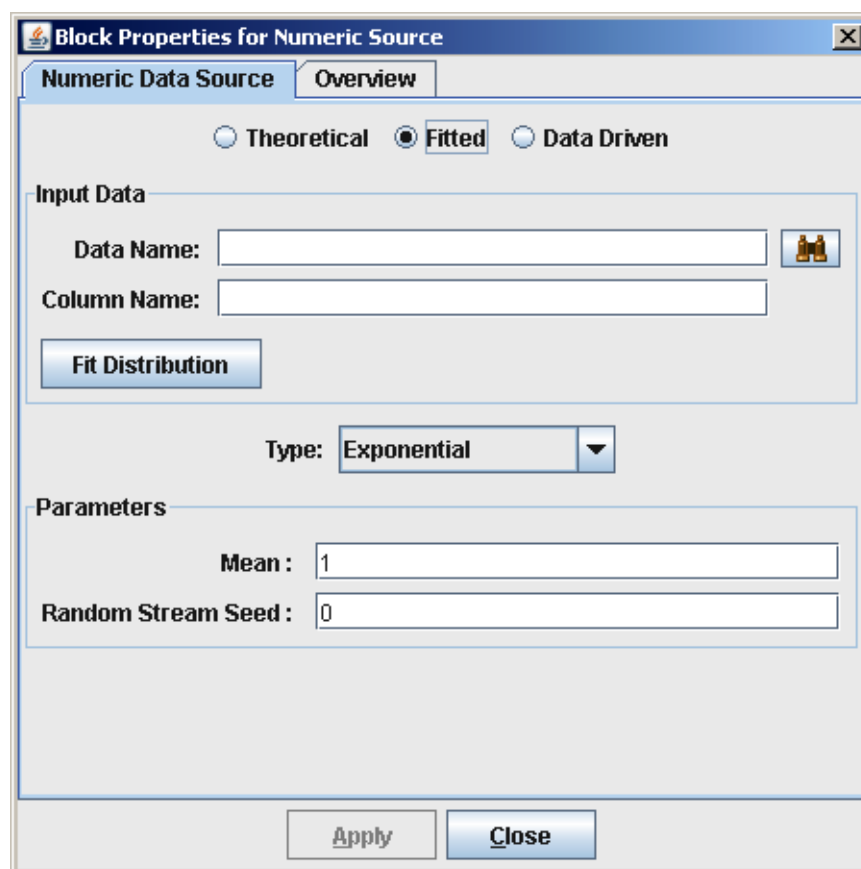 Block Properties for Numeric Source
Numeric Data Source Overview
Theoretical Fitted Data Driven
Input Data
Data Name:
Column Name:
Fit Distribution
Type: Exponential
Parameters
Mean : 1
Random Stream Seed : 0
Apply Close